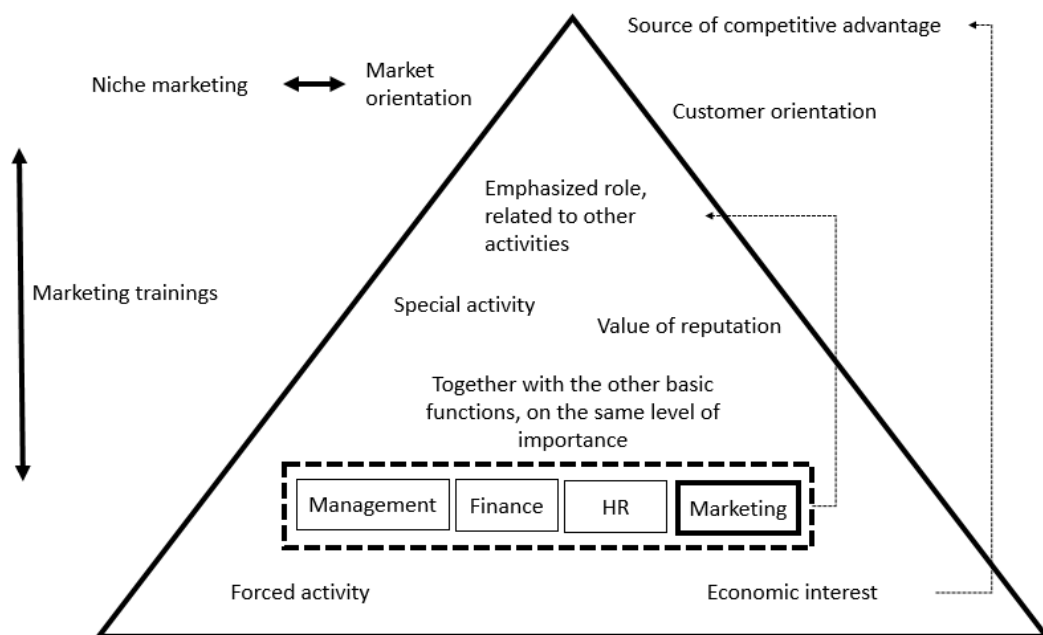 Source of competitive advantage
Niche marketing
Market
orientation
Customer orientation
Emphasized role,
related to other
activities
Marketing trainings
Special activity
Value of reputation
Together with the other basic
functions, on the same level of
importance
Management
Finance
HR
Marketing
Forced activity
Economic interest